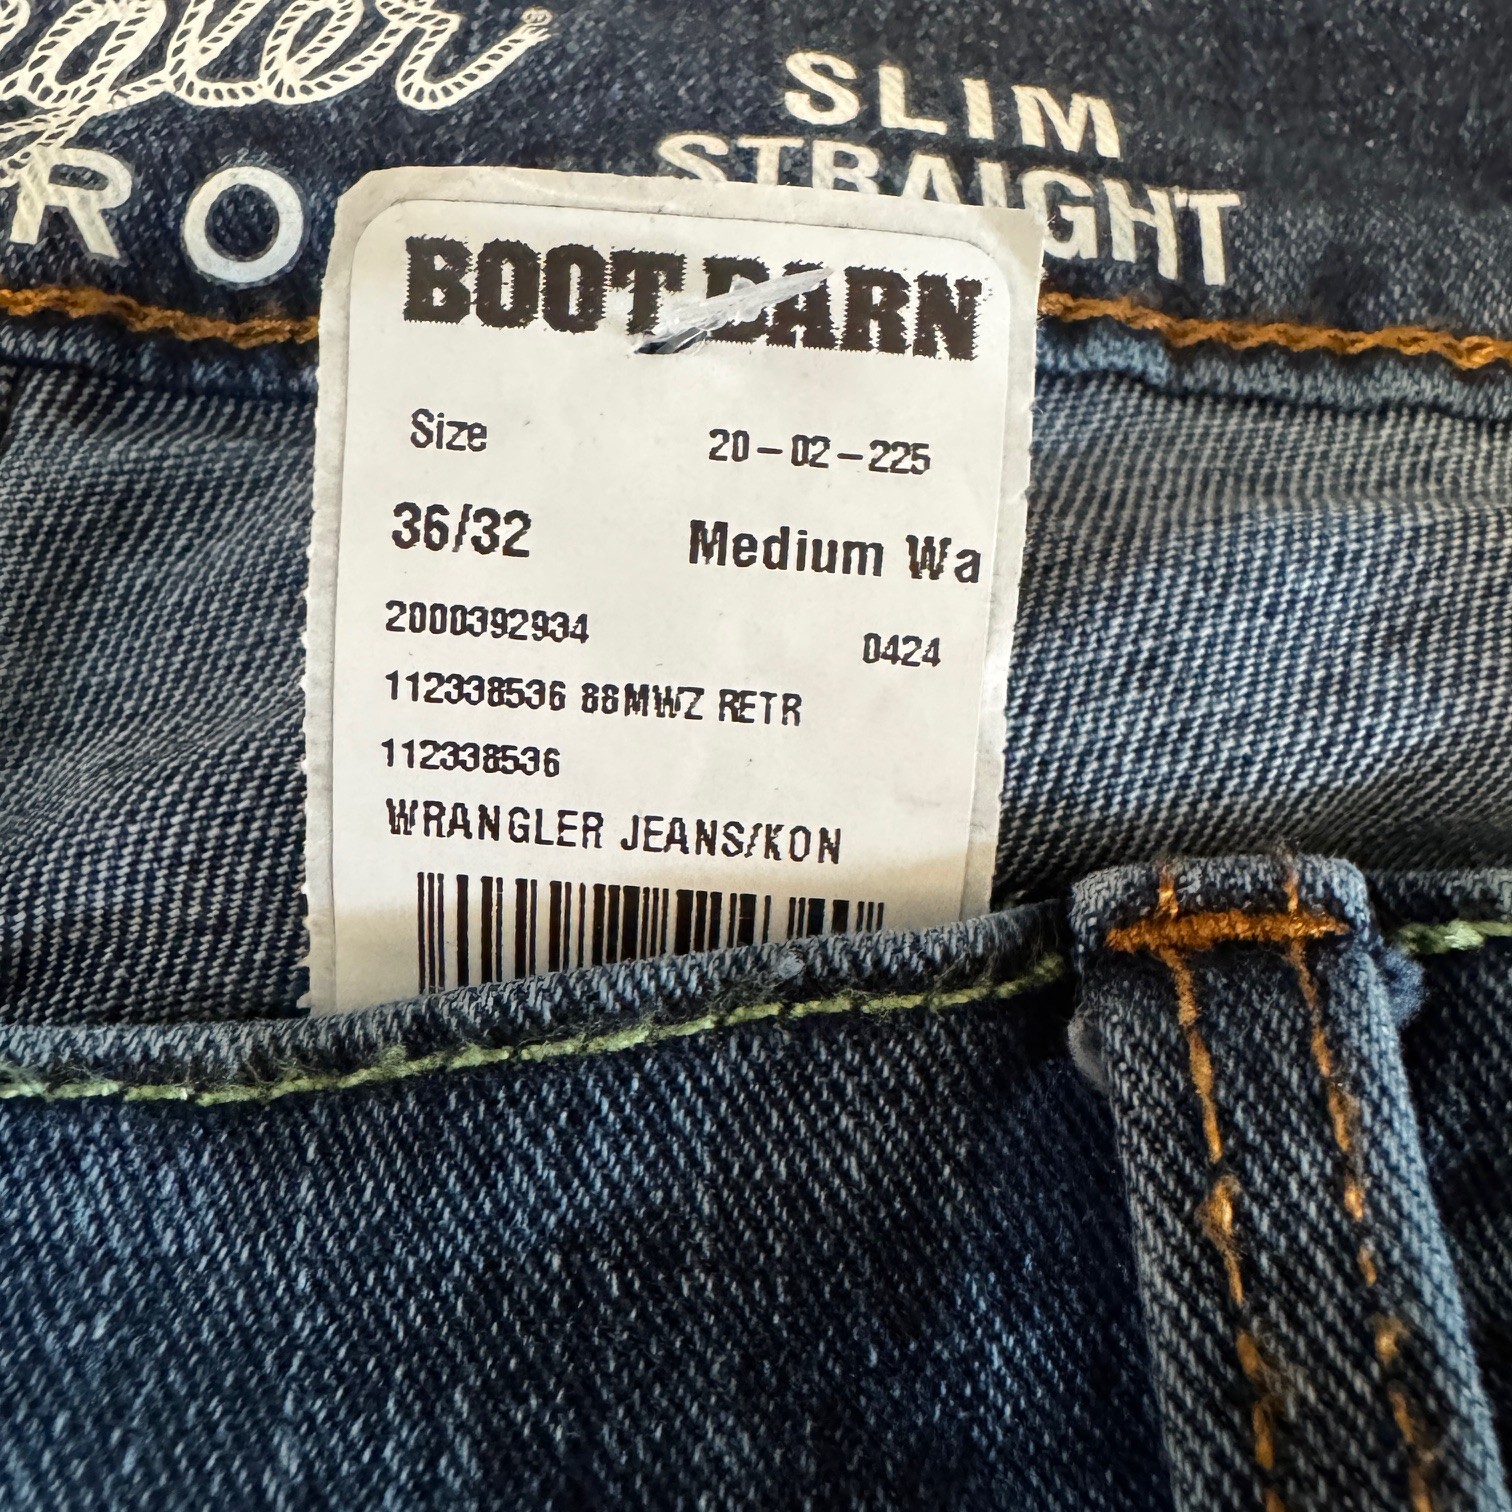 SLIM
STRAIGHT
BOOT BARN
Size 20-02-225
36/32 Medium Wa
2000392934 0424
112338536 88MWZ RETR
112338536
WRANGLER JEANS/KON